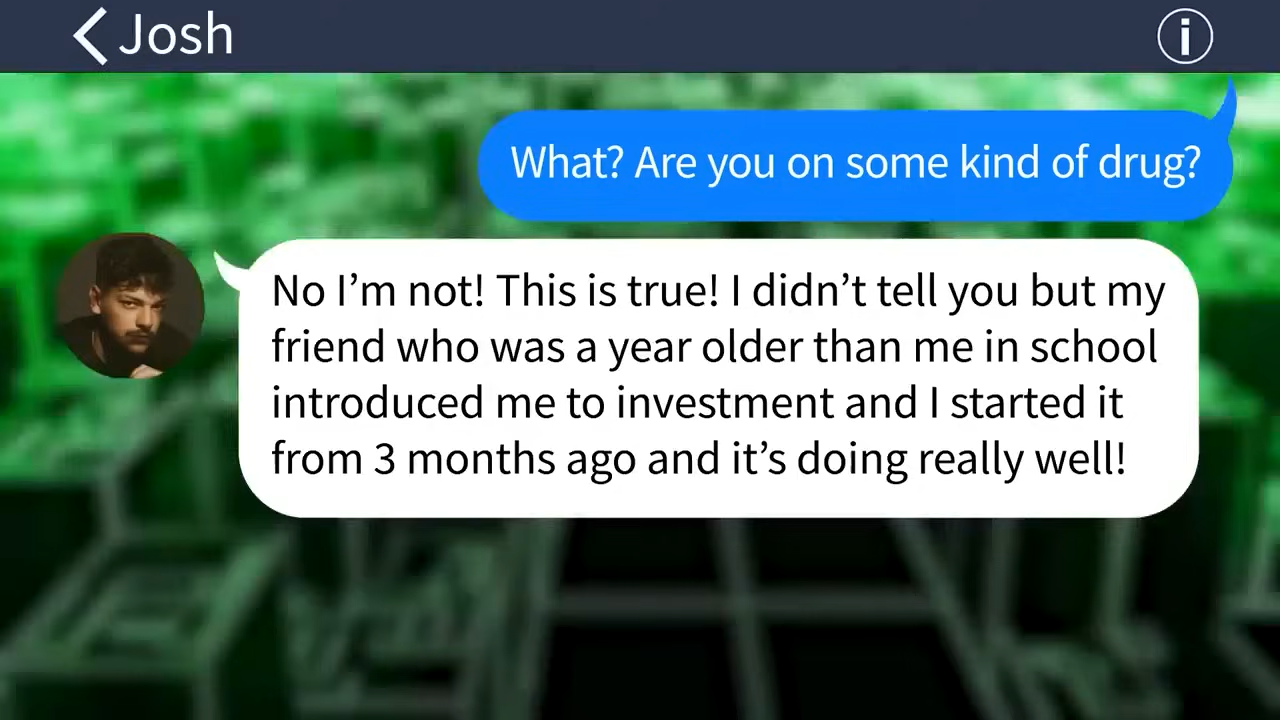 Josh
What? Are you on some kind of drug?
No I’m not! This is true! I didn’t tell you but my
friend who was a year older than me in school
introduced me to investment and I started it
from 3 months ago and it’s doing really well!